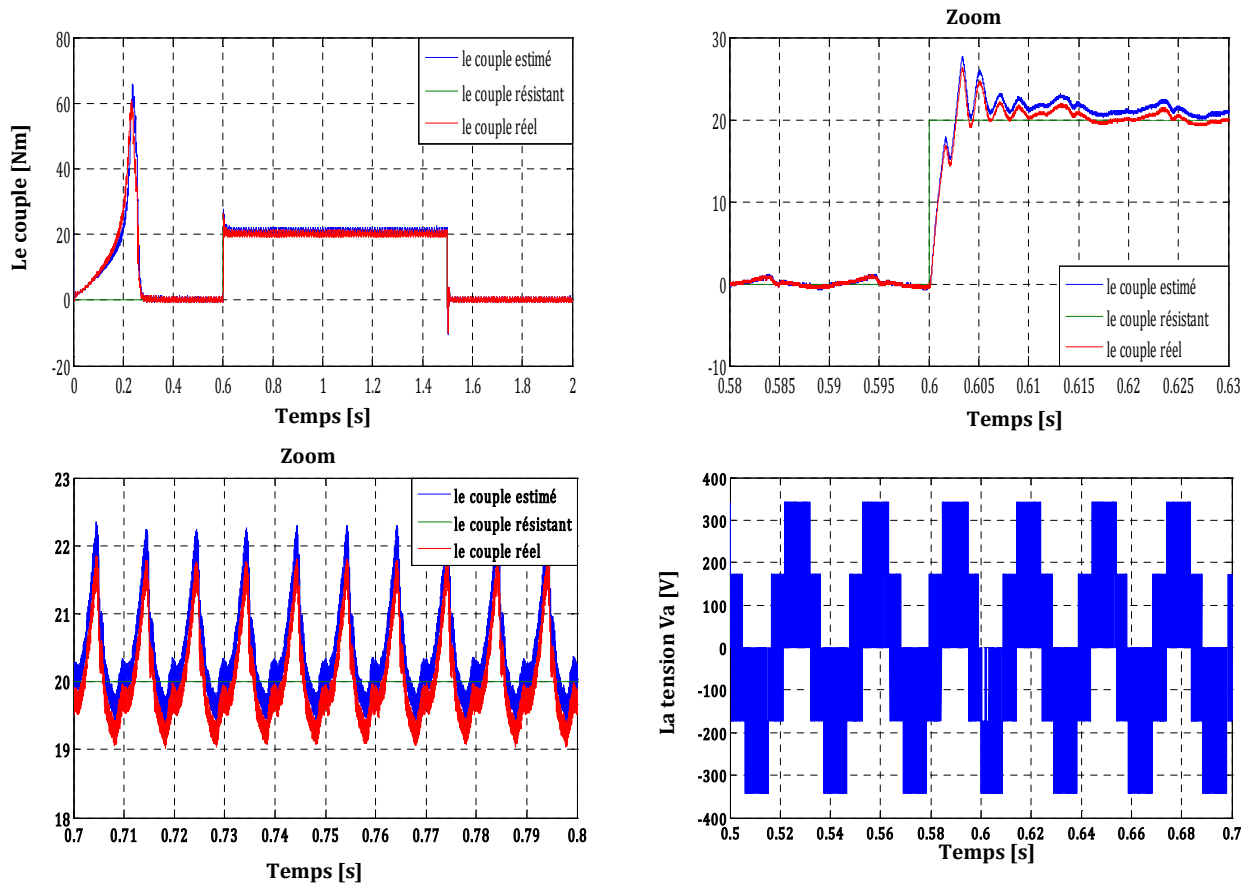 80
60
40
20
0
-20
Le couple [Nm]
le couple estimé
le couple résistant
le couple réel
0 0.2 0.4 0.6 0.8 1 1.2 1.4 1.6 1.8 2
Temps [s]
Zoom
30
20
10
0
-10
le couple estimé
le couple résistant
le couple réel
0.58 0.585 0.59 0.595 0.6 0.605 0.61 0.615 0.62 0.625 0.63
Temps [s]
Zoom
23
22
21
20
19
18
le couple estimé
le couple résistant
le couple réel
0.7 0.71 0.72 0.73 0.74 0.75 0.76 0.77 0.78 0.79 0.8
Temps [s]
400
300
200
100
0
-100
-200
-300
-400
La tension Va [V]
0.5 0.52 0.54 0.56 0.58 0.6 0.62 0.64 0.66 0.68 0.7
Temps [s]